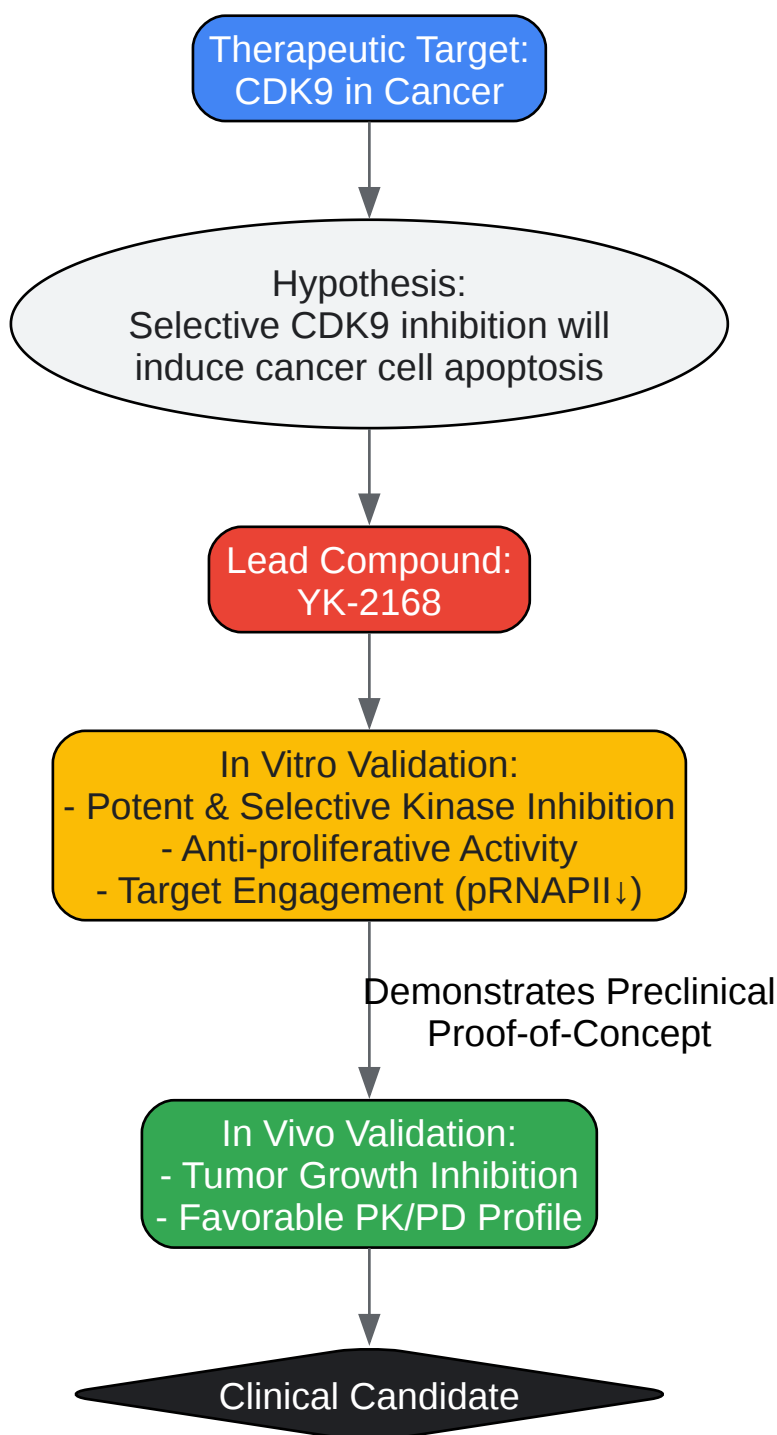 Therapeutic Target:
CDK9 in Cancer
Hypothesis:
Selective CDK9 inhibition will
induce cancer cell apoptosis
Lead Compound:
YK-2168
In Vitro Validation:
- Potent & Selective Kinase Inhibition
- Anti-proliferative Activity
- Target Engagement (pRNAPII↓)
Demonstrates Preclinical
Proof-of-Concept
In Vivo Validation:
- Tumor Growth Inhibition
- Favorable PK/PD Profile
Clinical Candidate